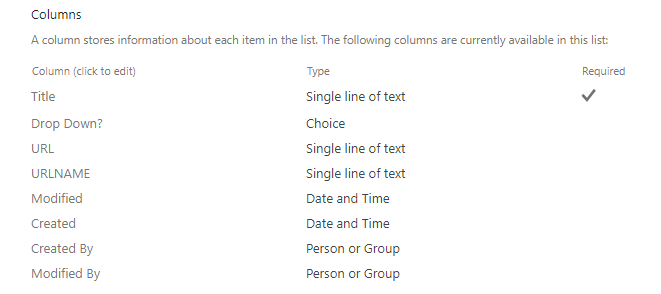 Columns
A column stores information about each item in the list. The following columns are currently available in this list:
Column (click to edit) Type Required
Title Single line of text
Drop Down? Choice
URL Single line of text
URLNAME Single line of text
Modified Date and Time
Created Date and Time
Created By Person or Group
Modified By Person or Group